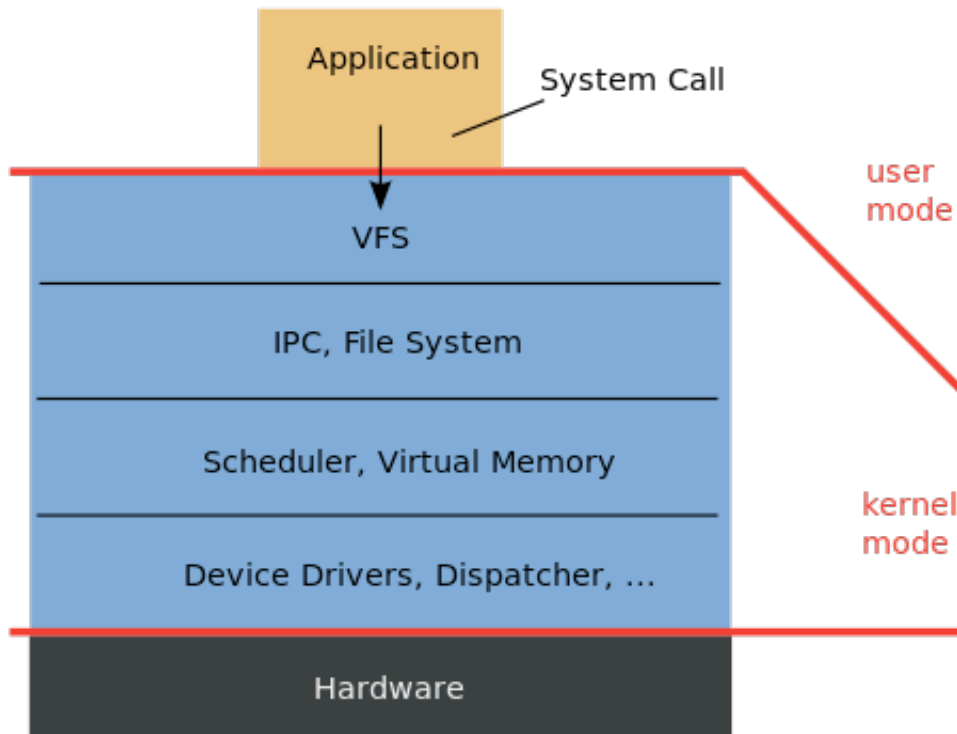 Application
System Call
user
mode
VFS
IPC, File System
Scheduler, Virtual Memory
kernel
mode
Device Drivers, Dispatcher, ...
Hardware